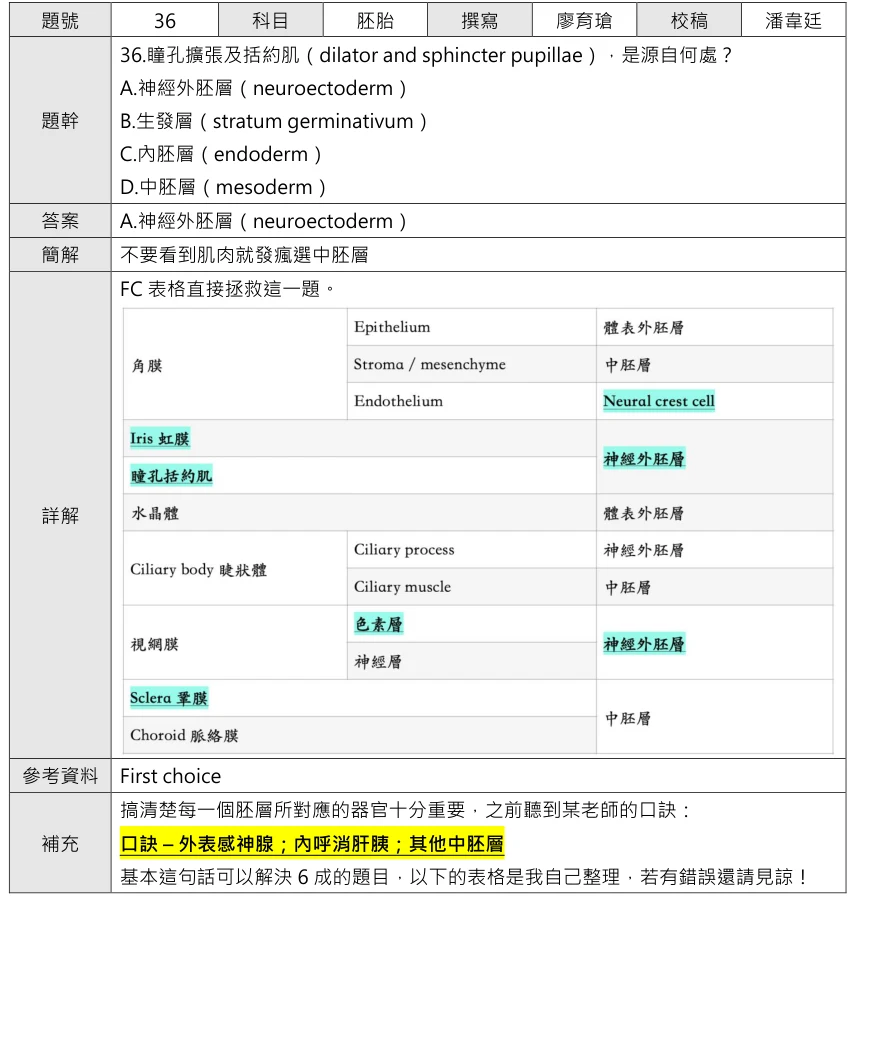 題號 36 科目 胚胎 撰寫 廖育瑲 校稿 潘韋廷
題幹
36.瞳孔擴張及括約肌（dilator and sphincter pupillae），是源自何處？
A.神經外胚層（neuroectoderm）
B.生發層（stratum germinativum）
C.內胚層（endoderm）
D.中胚層（mesoderm）
答案 A.神經外胚層（neuroectoderm）
簡解 不要看到肌肉就發瘋選中胚層
詳解
FC 表格直接拯救這一題。
角膜
Epithelium 體表外胚層
Stroma / mesenchyme 中胚層
Endothelium Neural crest cell
Iris 虹膜
瞳孔括約肌
神經外胚層
水晶體 體表外胚層
Ciliary body 睫狀體
Ciliary process 神經外胚層
Ciliary muscle 中胚層
視網膜
色素層
神經層
神經外胚層
Sclera 鞏膜
Choroid 脈絡膜
中胚層
參考資料 First choice
補充
搞清楚每一個胚層所對應的器官十分重要，之前聽到某老師的口訣：
口訣 – 外表感神腺；內呼消肝胰；其他中胚層
基本這句話可以解決 6 成的題目，以下的表格是我自己整理，若有錯誤還請見諒！